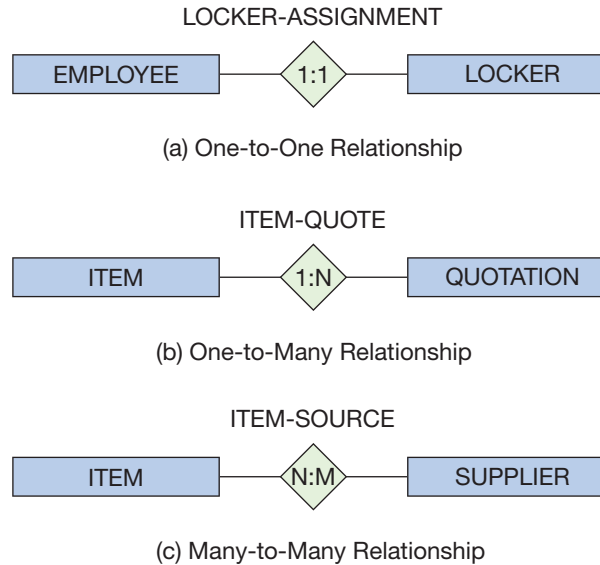 LOCKER-ASSIGNMENT
EMPLOYEE 1:1 LOCKER
(a) One-to-One Relationship
ITEM-QUOTE
ITEM 1:N QUOTATION
(b) One-to-Many Relationship
ITEM-SOURCE
ITEM N:M SUPPLIER
(c) Many-to-Many Relationship